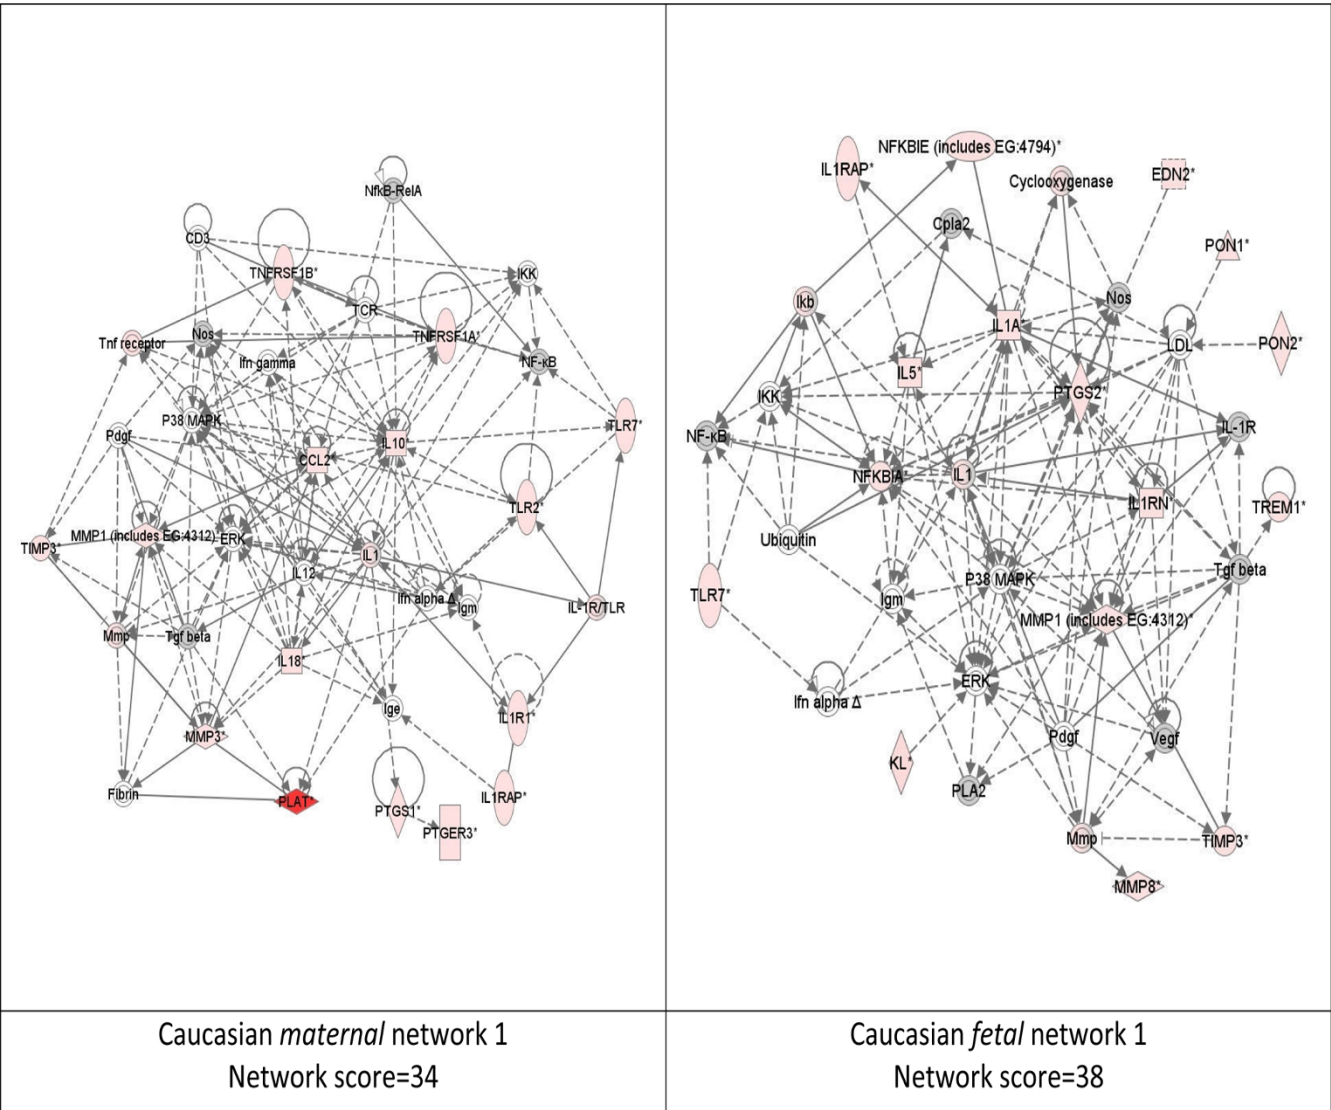 NfkB-RelA
CD3
TNFRSF1B*
IKK
TCR
Nos
TNFRSF1A*
Tnf receptor
Ifn gamma
NF-κB
P38 MAPK
Pdgf
IL10*
TLR7*
CCL2*
TLR2*
MMP1 (includes EG:4312)*
ERK
TIMP3*
IL1
IL12
Ifn alpha Δ
Igm
IL-1R/TLR
Mmp
Tgf beta
IL18*
Ige
IL1R1*
MMP3*
Fibrin
PLAT*
PTGS1*
IL1RAP*
PTGER3*
Caucasian maternal network 1
Network score=34
NFKBIE (includes EG:4794)*
IL1RAP*
Cyclooxygenase
EDN2*
Cpla2
PON1*
Ikb
Nos
IL1A*
LDL
PON2*
IL5*
PTGS2*
IKK
NF-κB
IL-1R
NFKBIA*
IL1
IL1RN*
TREM1*
Ubiquitin
P38 MAPK
Tgf beta
TLR7*
Igm
MMP1 (includes EG:4312)*
ERK
Ifn alpha Δ
Pdgf
Vegf
KL*
PLA2
Mmp
TIMP3*
MMP8*
Caucasian fetal network 1
Network score=38